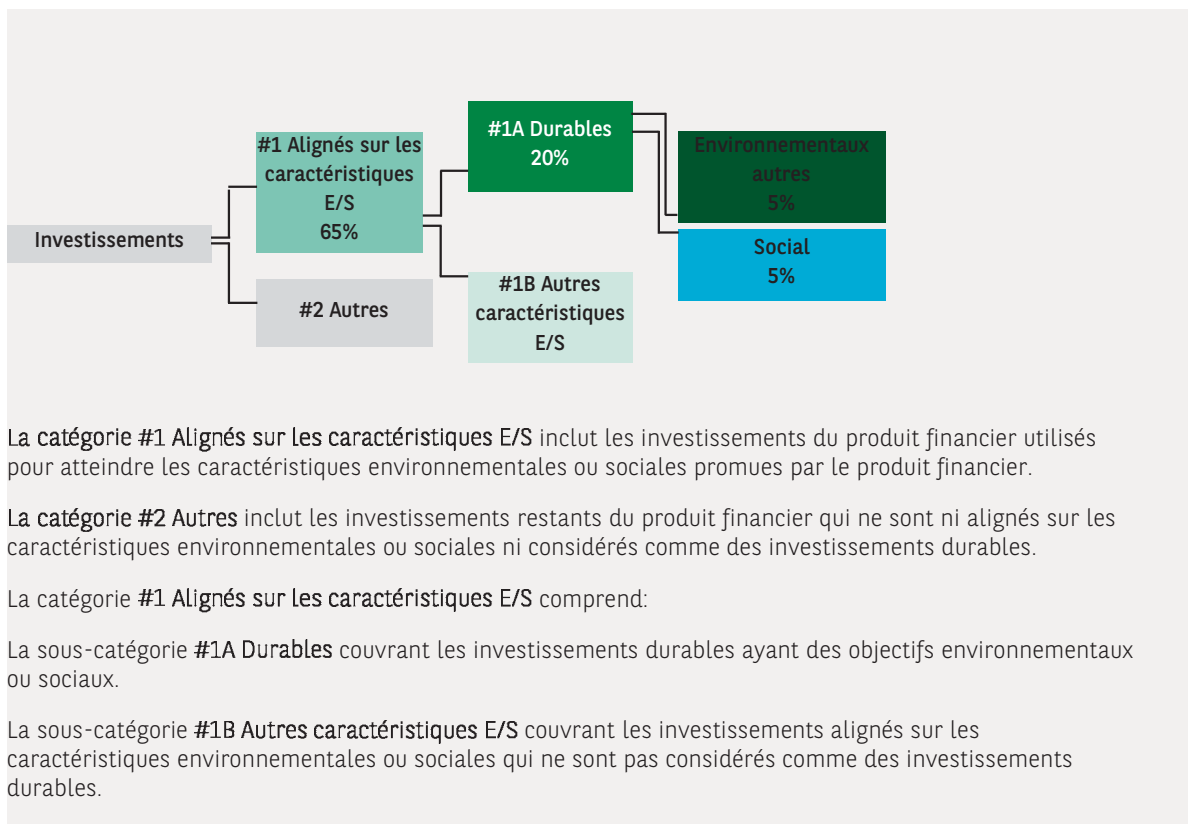 Investissements
#1 Alignés sur les
caractéristiques
E/S
65%
#2 Autres
#1A Durables
20%
#1B Autres
caractéristiques
E/S
Environnementaux
autres
5%
Social
5%
La catégorie #1 Alignés sur les caractéristiques E/S inclut les investissements du produit financier utilisés
pour atteindre les caractéristiques environnementales ou sociales promues par le produit financier.
La catégorie #2 Autres inclut les investissements restants du produit financier qui ne sont ni alignés sur les
caractéristiques environnementales ou sociales ni considérés comme des investissements durables.
La catégorie #1 Alignés sur les caractéristiques E/S comprend:
La sous-catégorie #1A Durables couvrant les investissements durables ayant des objectifs environnementaux
ou sociaux.
La sous-catégorie #1B Autres caractéristiques E/S couvrant les investissements alignés sur les
caractéristiques environnementales ou sociales qui ne sont pas considérés comme des investissements
durables.